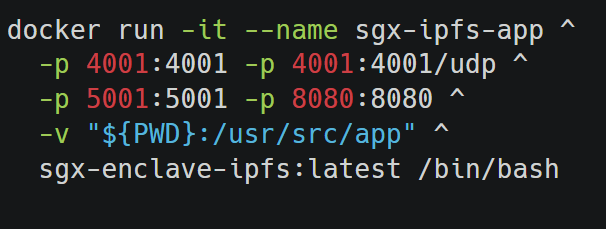 docker run -it --name sgx-ipfs-app ^
-p 4001:4001 -p 4001:4001/udp ^
-p 5001:5001 -p 8080:8080 ^
-v "${PWD}:/usr/src/app" ^
sgx-enclave-ipfs:latest /bin/bash